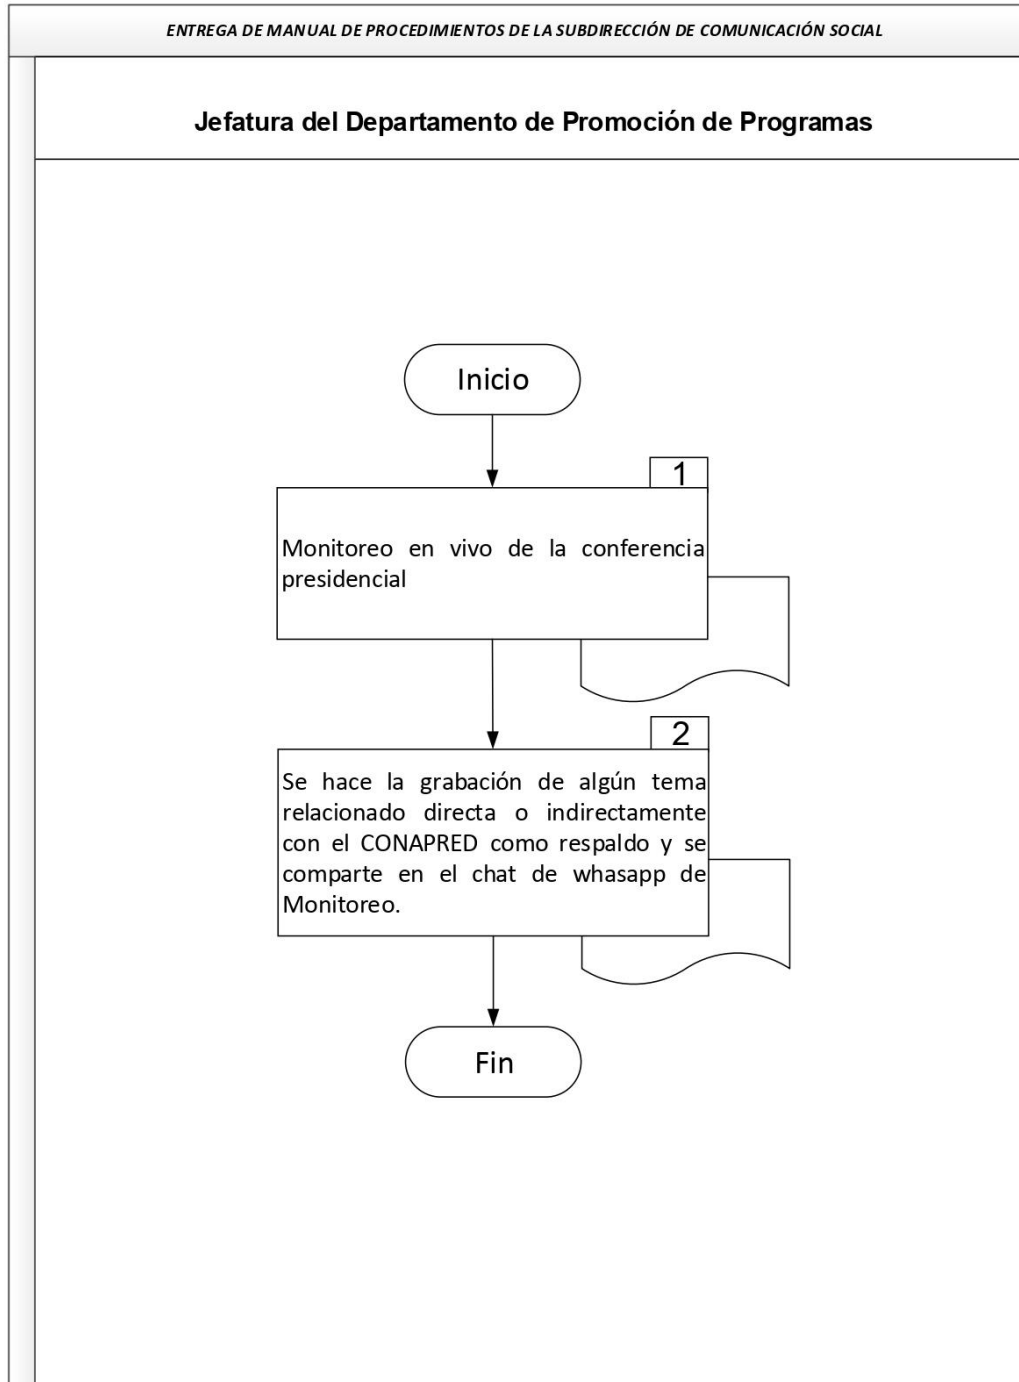 ENTREGA DE MANUAL DE PROCEDIMIENTOS DE LA SUBDIRECCIÓN DE COMUNICACIÓN SOCIAL
Jefatura del Departamento de Promoción de Programas
Inicio
1
Monitoreo en vivo de la conferencia
presidencial
2
Se hace la grabación de algún tema
relacionado directa o indirectamente
con el CONAPRED como respaldo y se
comparte en el chat de whasapp de
Monitoreo.
Fin